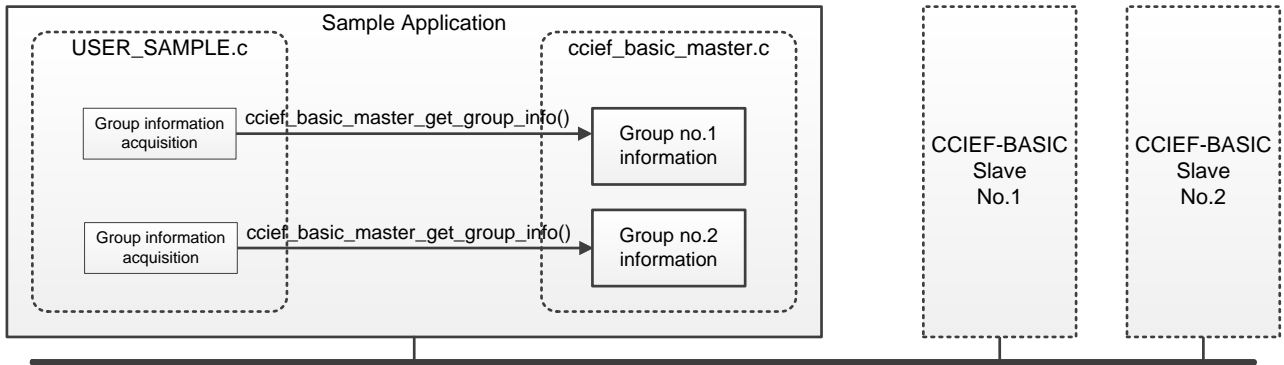 Sample Application
USER_SAMPLE.c
ccief_basic_master.c
Group information
acquisition
ccief_basic_master_get_group_info()
Group no.1
information
Group information
acquisition
ccief_basic_master_get_group_info()
Group no.2
information
CCIEF-BASIC
Slave
No.1
CCIEF-BASIC
Slave
No.2